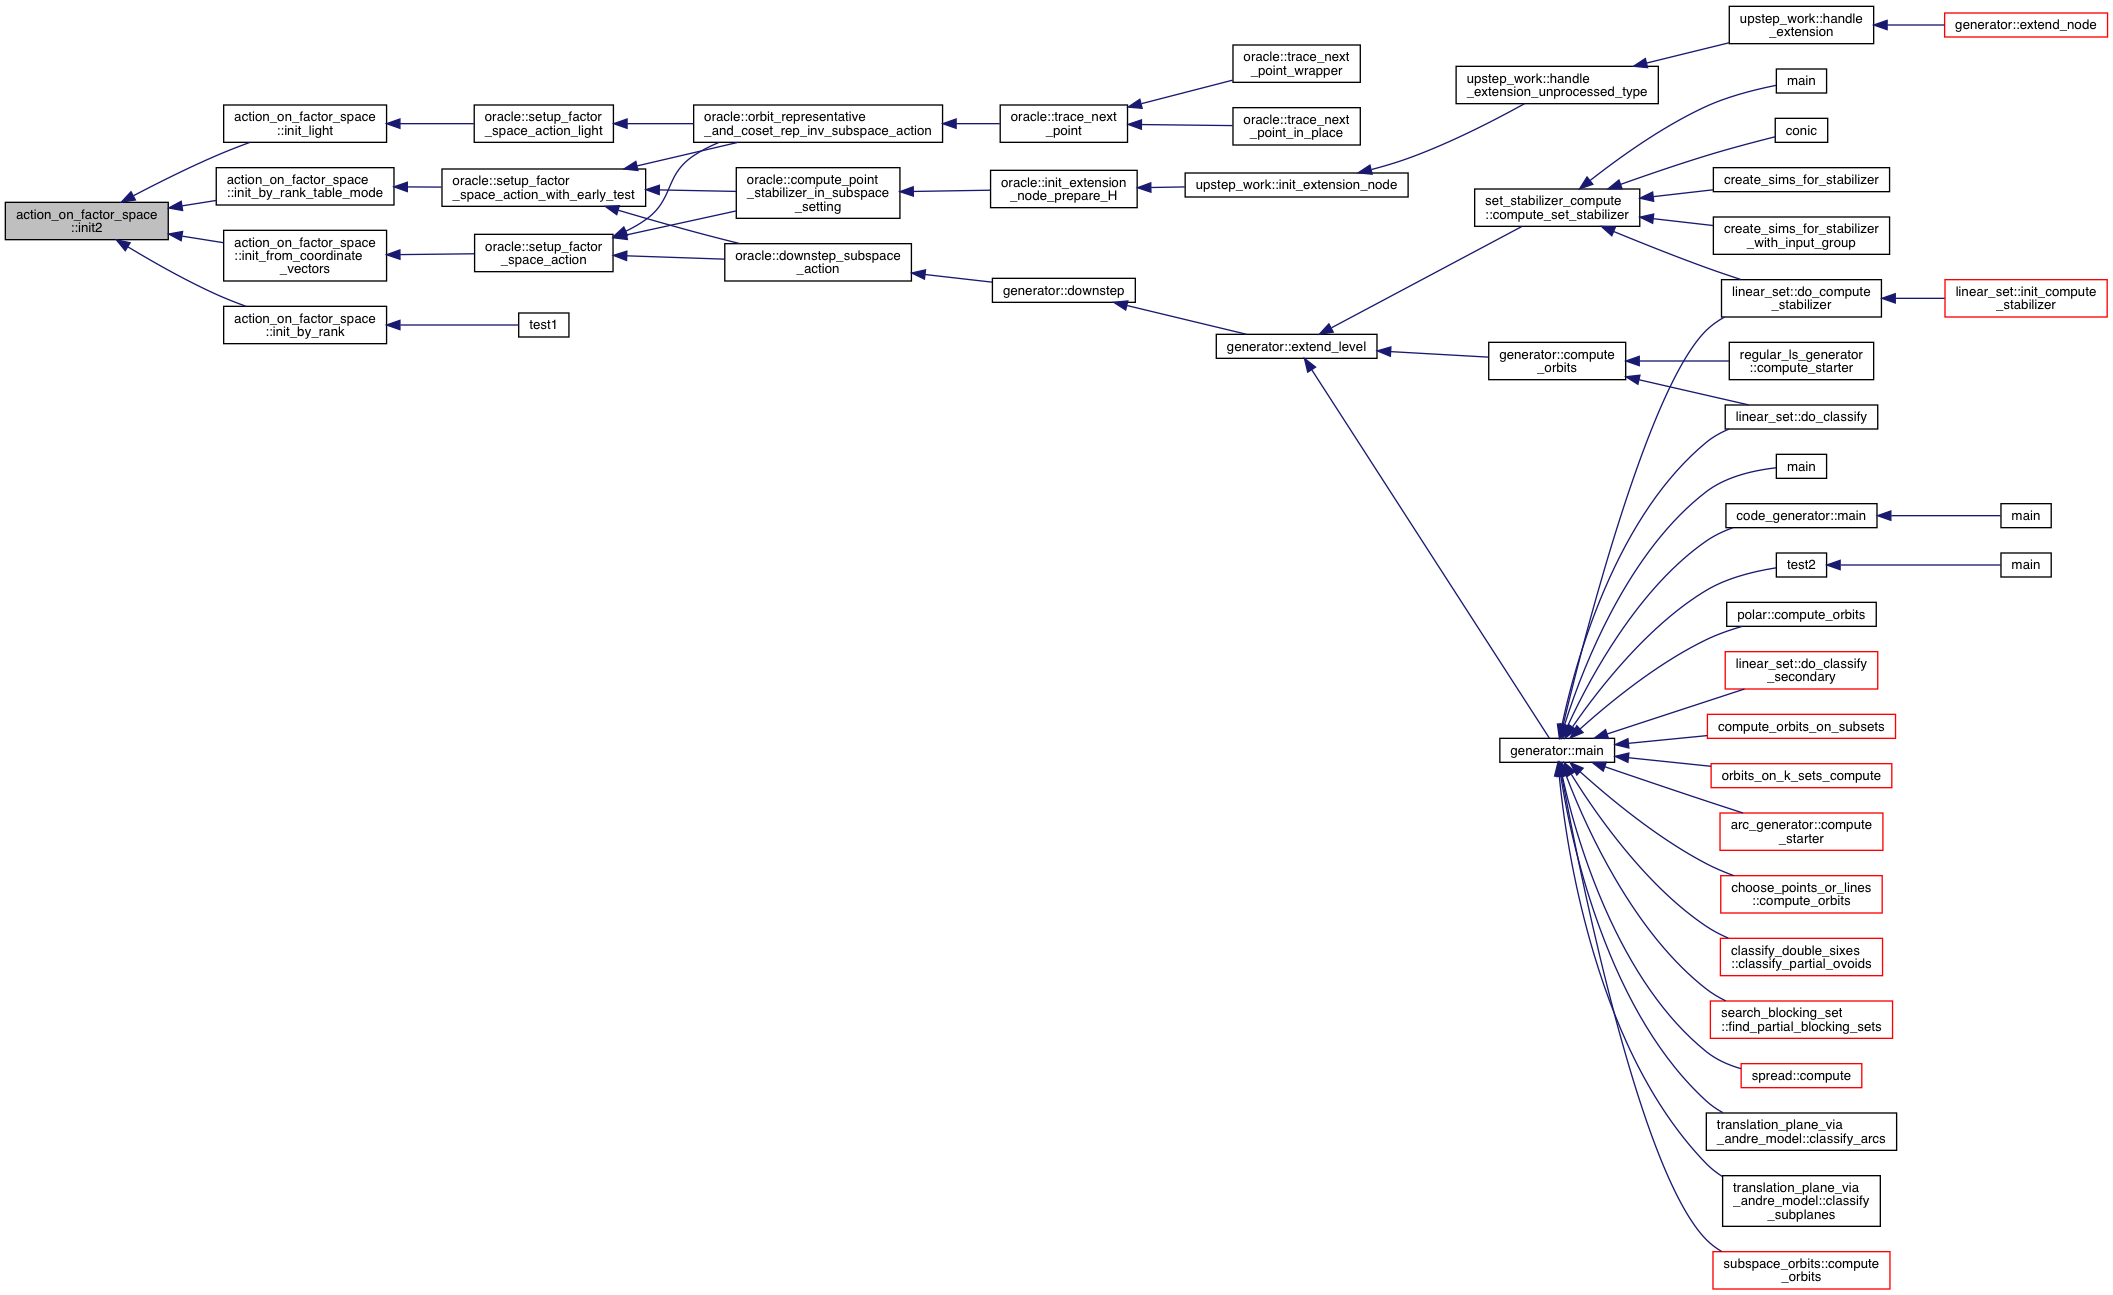 action_on_factor_space
::init2
action_on_factor_space
::init_light
action_on_factor_space
::init_by_rank_table_mode
action_on_factor_space
::init_from_coordinate
_vectors
action_on_factor_space
::init_by_rank
oracle::setup_factor
_space_action_light
oracle::setup_factor
_space_action_with_early_test
oracle::setup_factor
_space_action
test1
oracle::orbit_representative
_and_coset_rep_inv_subspace_action
oracle::compute_point
_stabilizer_in_subspace
_setting
oracle::downstep_subspace
_action
oracle::trace_next
_point
oracle::init_extension
_node_prepare_H
generator::downstep
oracle::trace_next
_point_wrapper
oracle::trace_next
_point_in_place
upstep_work::init_extension_node
generator::extend_level
upstep_work::handle
_extension_unprocessed_type
set_stabilizer_compute
::compute_set_stabilizer
generator::compute
_orbits
generator::main
upstep_work::handle
_extension
main
conic
create_sims_for_stabilizer
create_sims_for_stabilizer
_with_input_group
linear_set::do_compute
_stabilizer
regular_ls_generator
::compute_starter
linear_set::do_classify
main
code_generator::main
test2
polar::compute_orbits
linear_set::do_classify
_secondary
compute_orbits_on_subsets
orbits_on_k_sets_compute
arc_generator::compute
_starter
choose_points_or_lines
::compute_orbits
classify_double_sixes
::classify_partial_ovoids
search_blocking_set
::find_partial_blocking_sets
spread::compute
translation_plane_via
_andre_model::classify_arcs
translation_plane_via
_andre_model::classify
_subplanes
subspace_orbits::compute
_orbits
generator::extend_node
linear_set::init_compute
_stabilizer
main
main